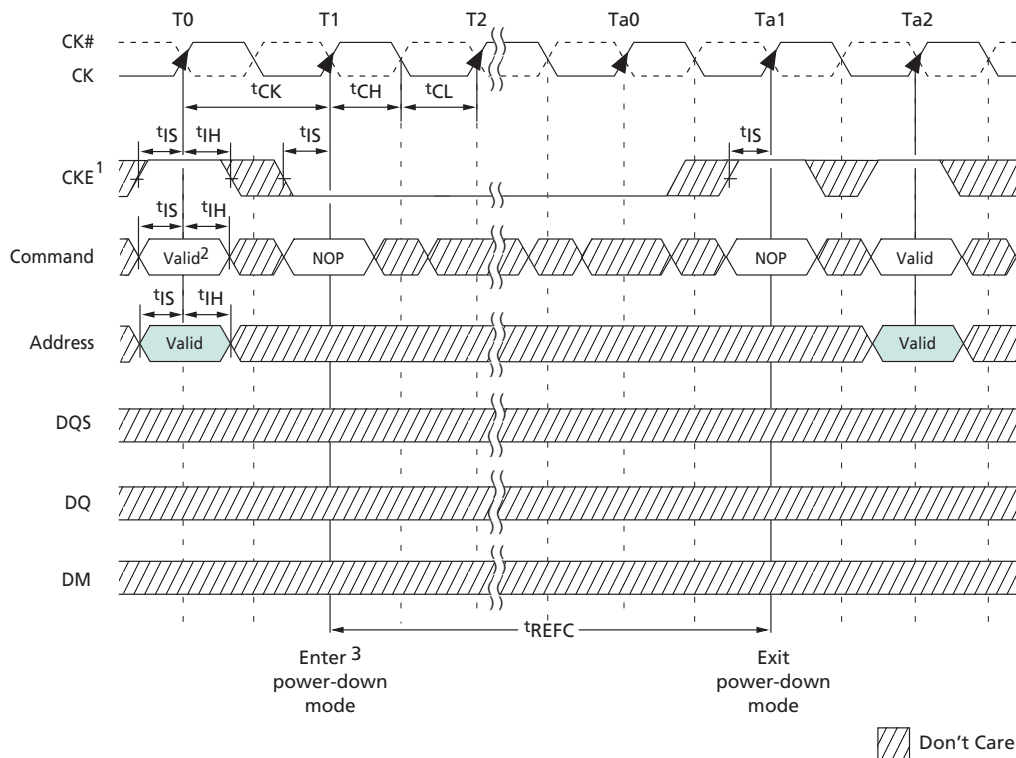 T0 T1 T2 Ta0 Ta1 Ta2
CK#
CK
tCK tCH tCL
tIS tIH tIS tIS
CKE1
tIS tIH
Command Valid2 NOP NOP Valid
tIS tIH
Address Valid Valid
DQS
DQ
DM
tREFC
Enter 3
power-down
mode
Exit
power-down
mode
Don't Care